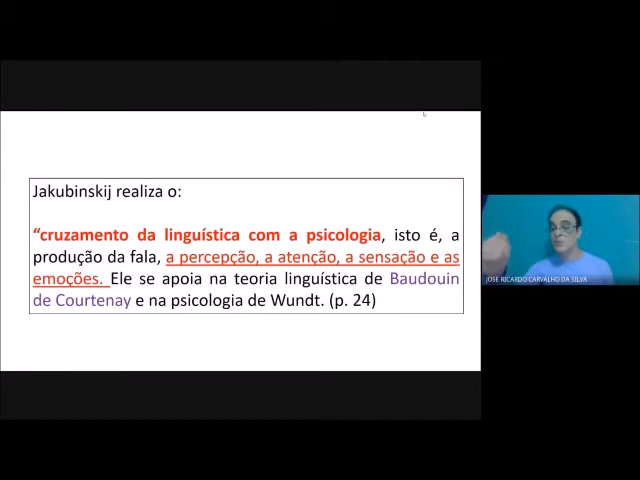 Jakubinskij realiza o:
“cruzamento da linguística com a psicologia, isto é, a
produção da fala, a percepção, a atenção, a sensação e as
emoções. Ele se apoia na teoria linguística de Baudouin
de Courtenay e na psicologia de Wundt. (p. 24)
JOSE RICARDO CARVALHO DA SILVA